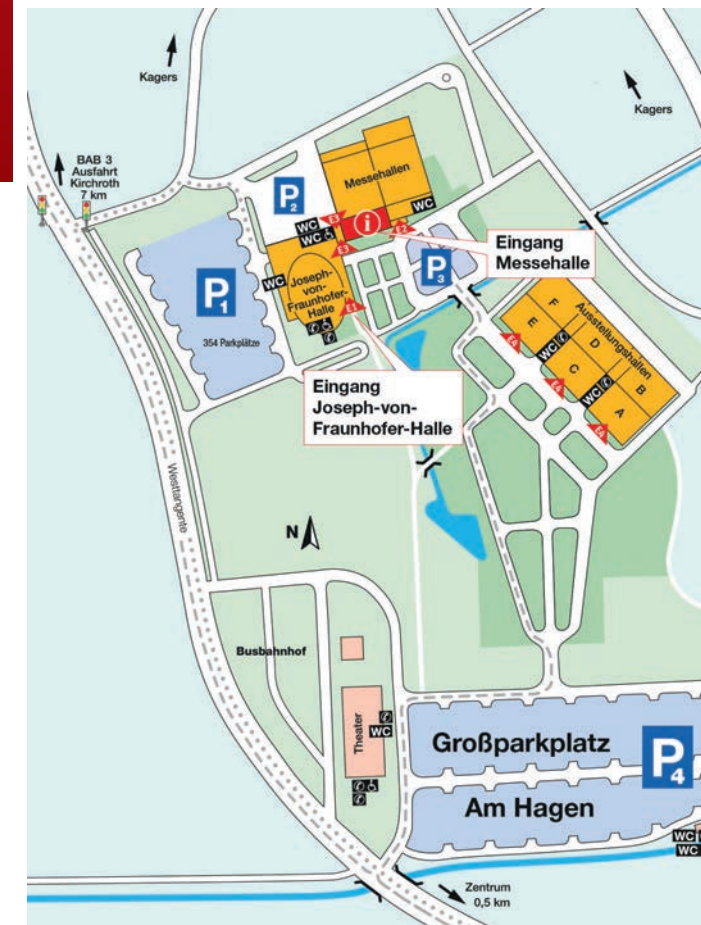 Kagers
Kagers
BAB 3
Ausfahrt
Kirchroth
7 km
P2
Messehallen
WC
WC
WC
E3
i
E2
E3
Eingang
Messehalle
P3
P1
354 Parkplätze
WC
Joseph-
von-
Fraunhofer-
Halle
E1
Ausstellungshallen
F
E
D
C
B
A
WC
WC
E4
E4
E4
Eingang
Joseph-von-
Fraunhofer-Halle
Westtangente
N
Busbahnhof
Theater
WC
Großparkplatz
Am Hagen
P4
WC
WC
Zentrum
0,5 km